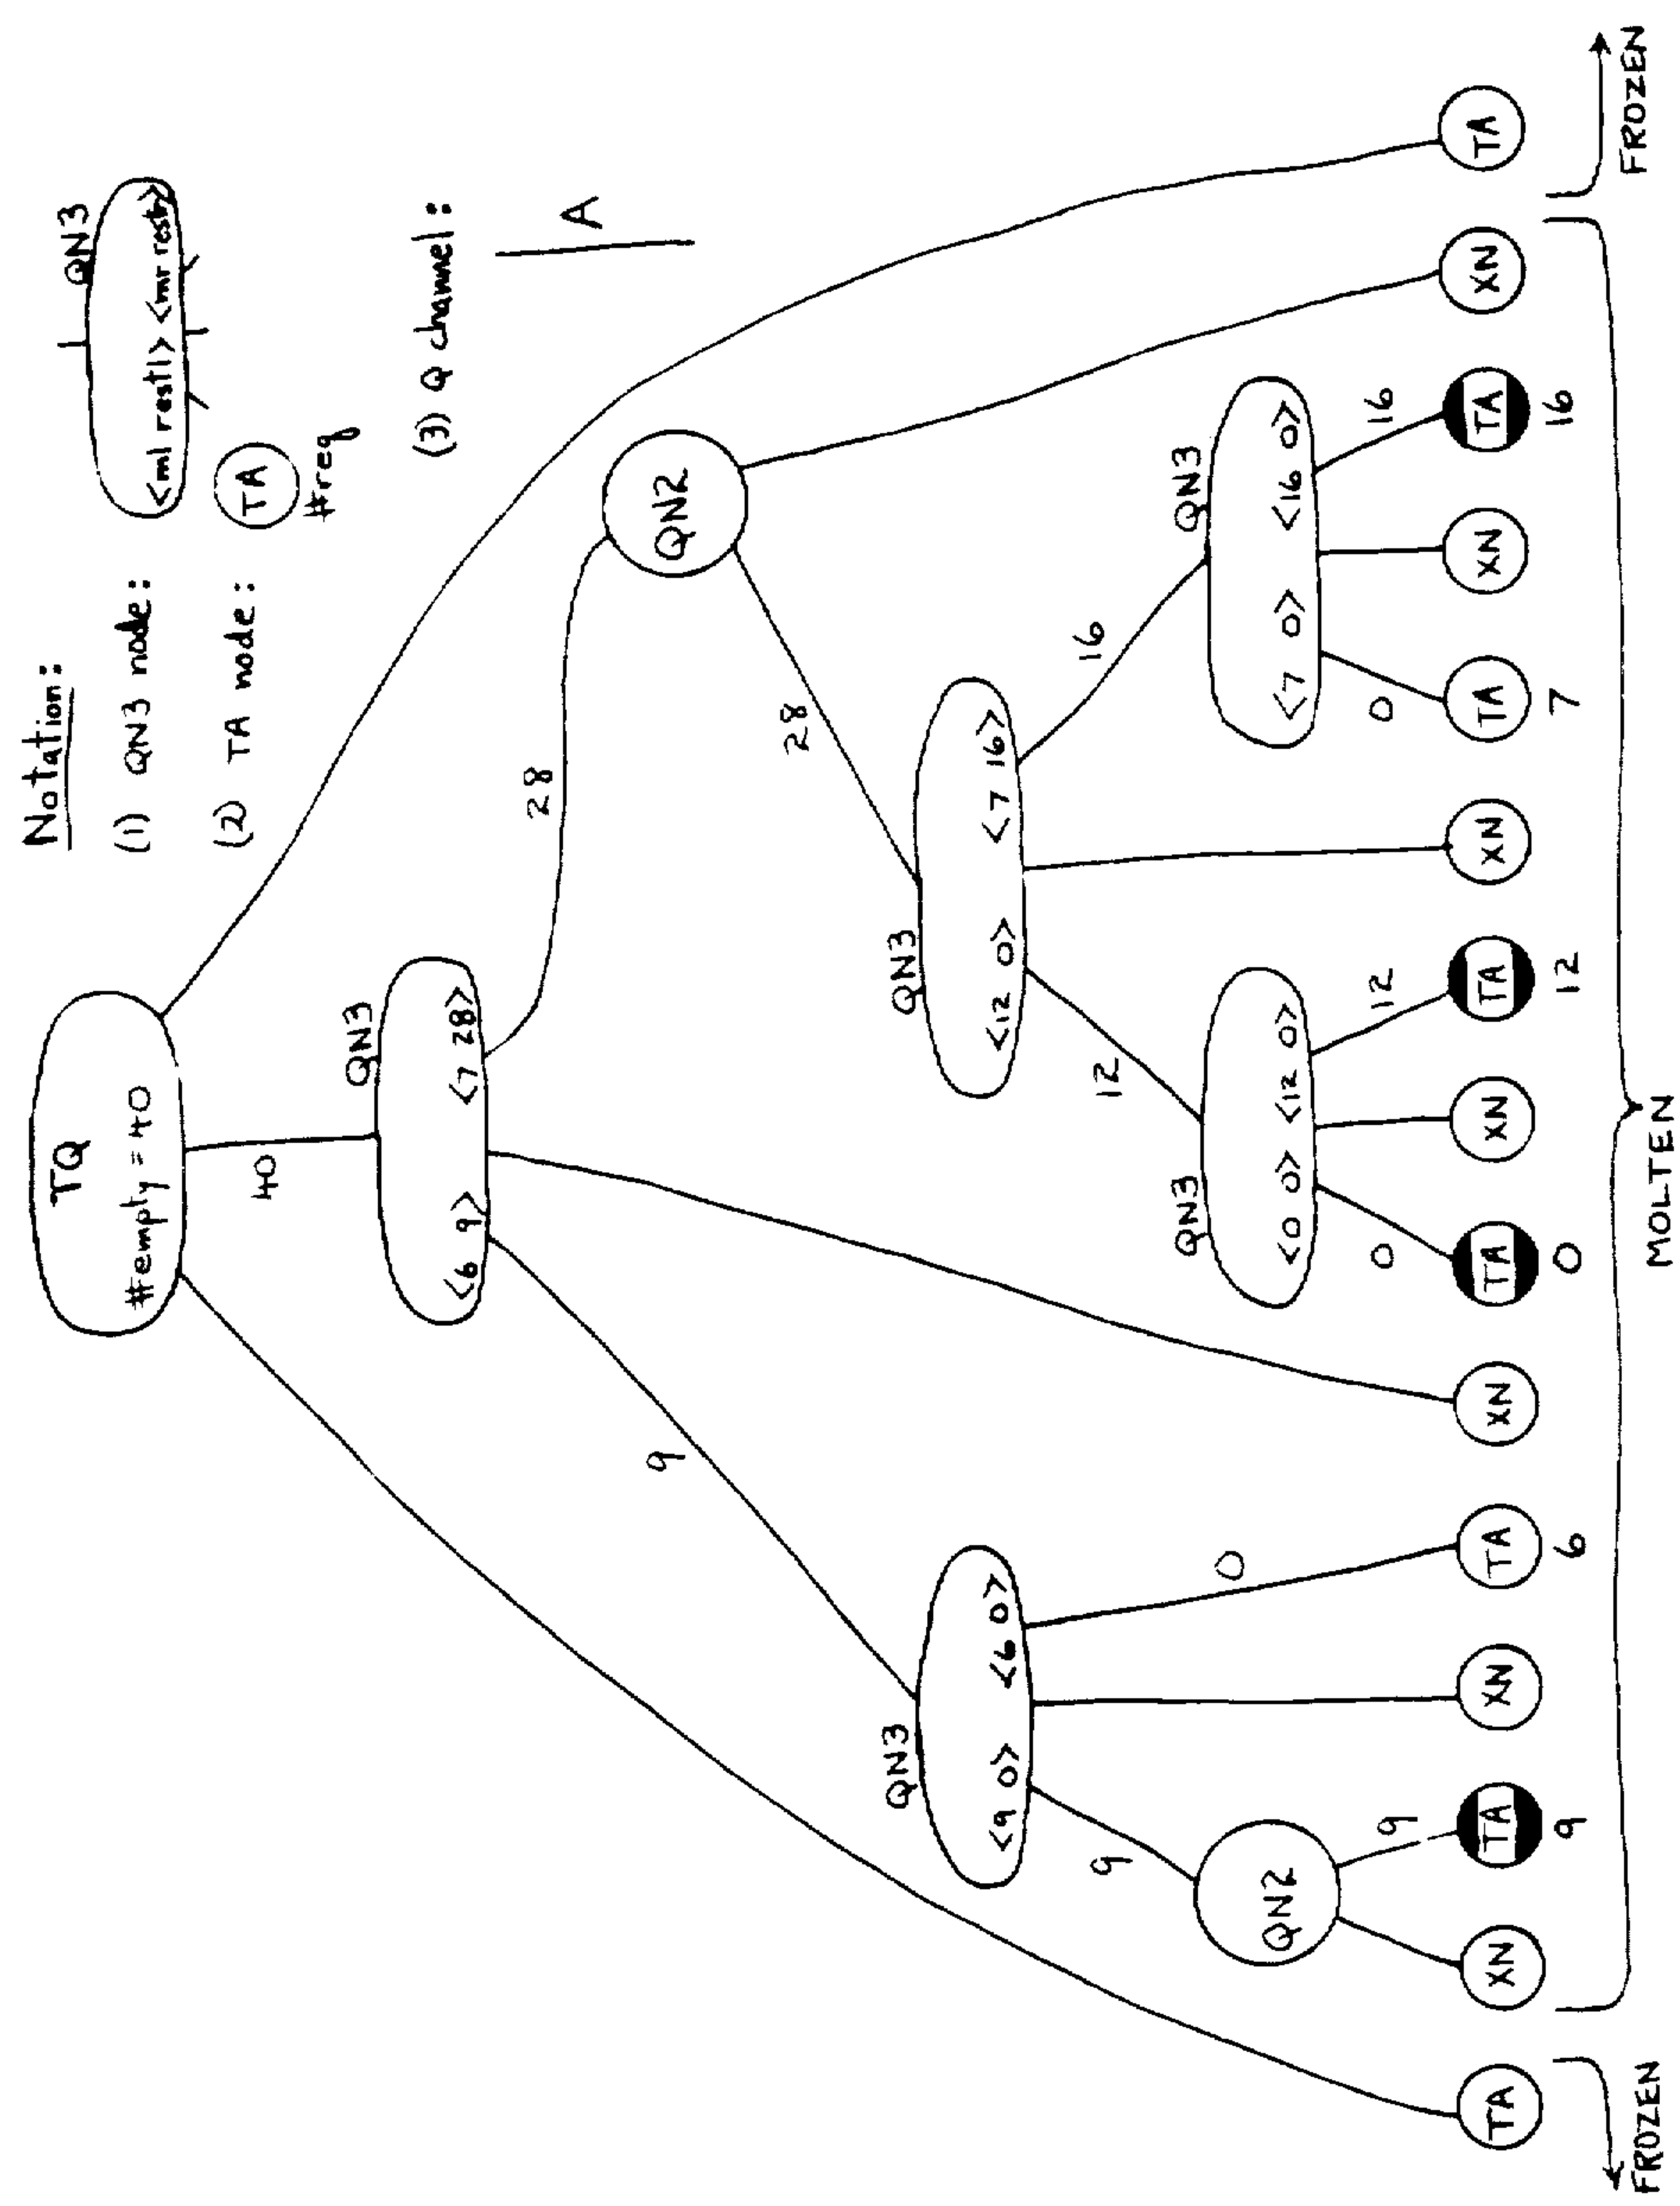 Notation:
TQ
#empty = 40
(1) QN3 node:
QN3
<ml restl> <mr restr>
(2) TA node:
TA
#req
40
QN3
<6 9> <7 28>
(3) Q channel:
A
28
9
QN2
28
QN3
<9 0> <6 0>
QN3
<12 0> <7 16>
9
12
16
QN2
0
QN3
<0 0> <12 0>
QN3
<7 0> <16 0>
9
0
12
0
16
TA
XN
TA
XN
TA
XN
TA
XN
TA
XN
TA
XN
TA
XN
TA
9
6
0
12
7
16
FROZEN
MOLTEN
FROZEN